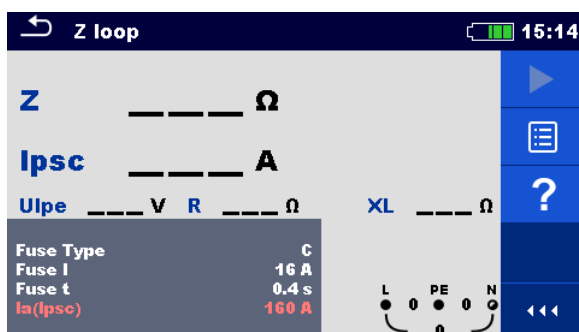 Z loop 15:14
Z ___ Ω
Ipsc ___ A
Ulpe ___ V R ___ Ω XL ___ Ω
?
Fuse Type C
Fuse I 16 A
Fuse t 0.4 s
Ia(Ipsc) 160 A
L PE N
0 0
0